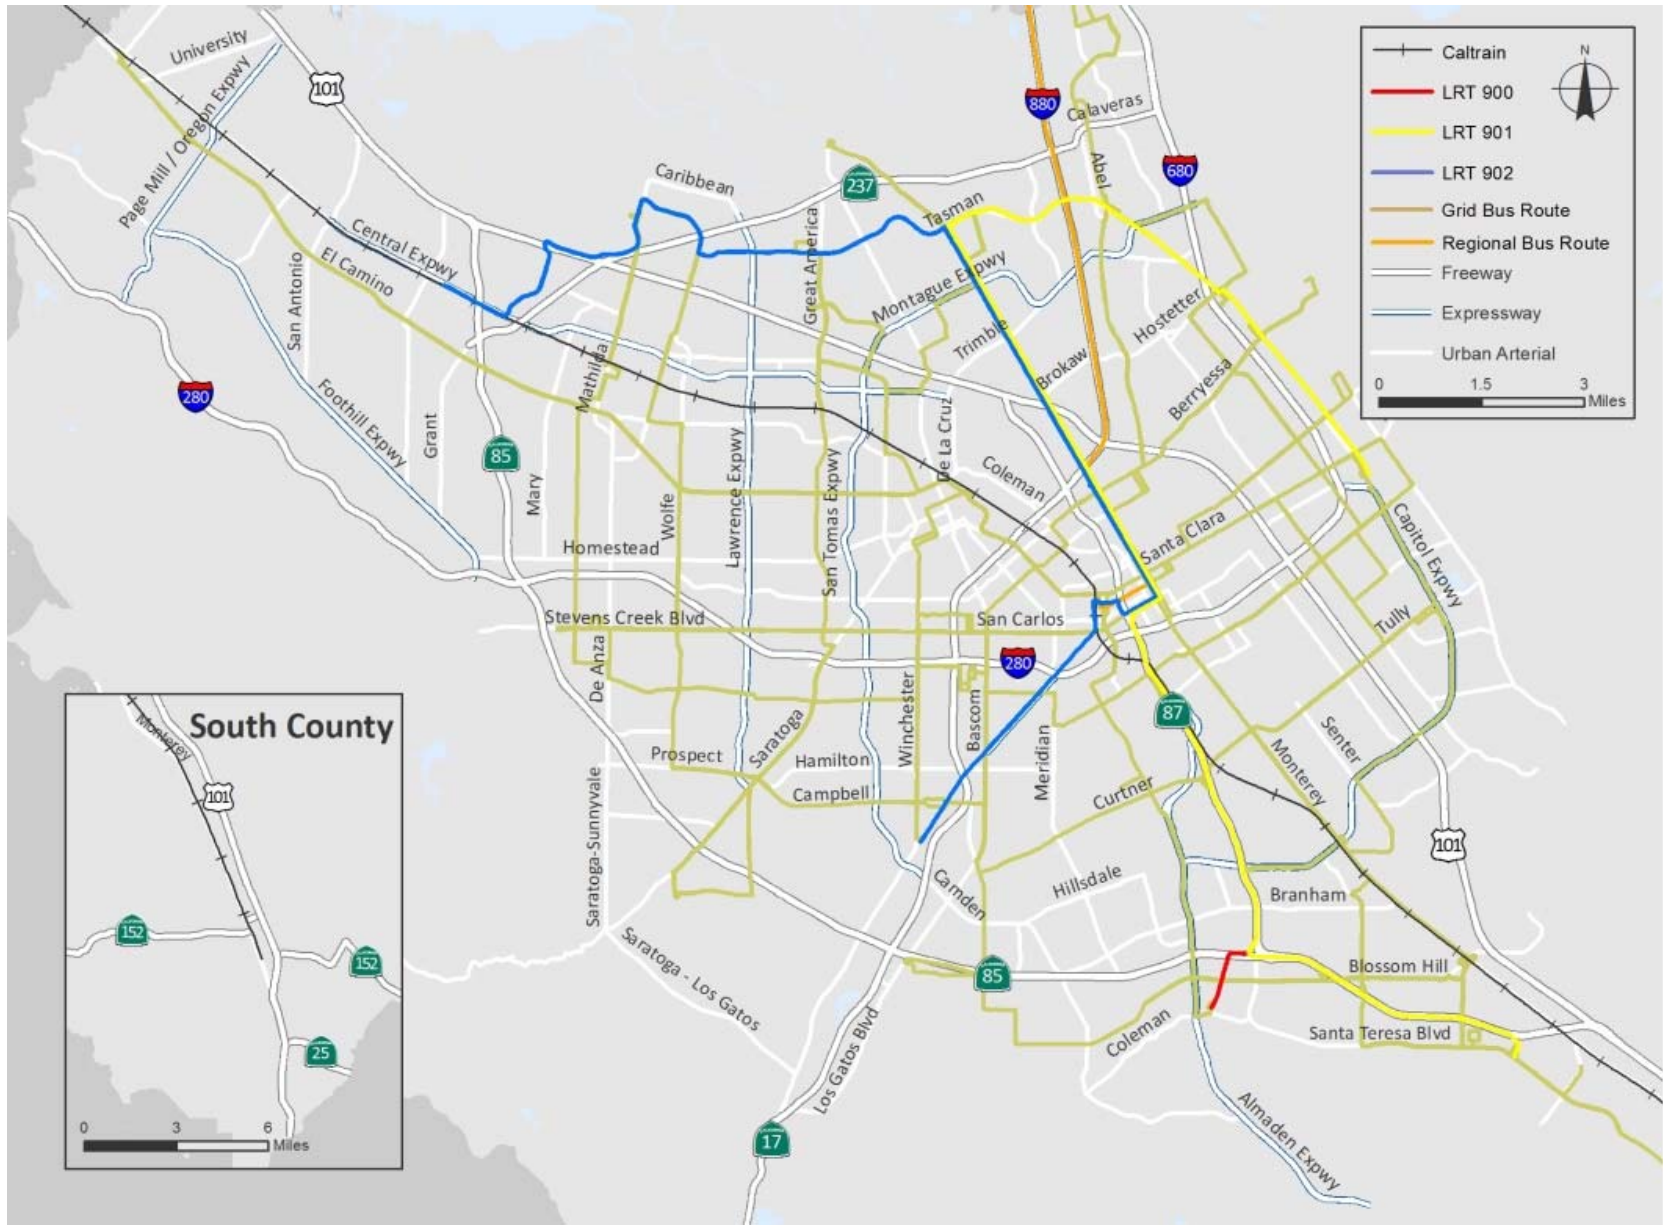 Caltrain
N
LRT 900
LRT 901
LRT 902
Grid Bus Route
Regional Bus Route
Freeway
Expressway
Urban Arterial
0 1.5 3
Miles
University
101
Page Mill / Oregon Expwy
880
Calaveras
Abel
680
Caribbean
237
Tasman
Central Expwy
El Camino
San Antonio
Great America
Montague Expwy
Trimble
Hostetter
Brokaw
Berryessa
Mathilda
280
Foothill Expwy
Grant
85
Mary
Wolfe
Lawrence Expwy
San Tomas Expwy
De La Cruz
Coleman
Santa Clara
Capitol Expwy
Homestead
Stevens Creek Blvd
San Carlos
Tully
280
De Anza
Winchester
Bascom
Meridian
87
Senter
Monterey
Saratoga
Prospect
Hamilton
Campbell
Curtner
101
Saratoga-Sunnyvale
Camden
Hillsdale
Branham
Saratoga - Los Gatos
85
Blossom Hill
Coleman
Santa Teresa Blvd
Los Gatos Blvd
17
Almaden Expwy
South County
Monterey
101
152
152
25
0 3 6
Miles